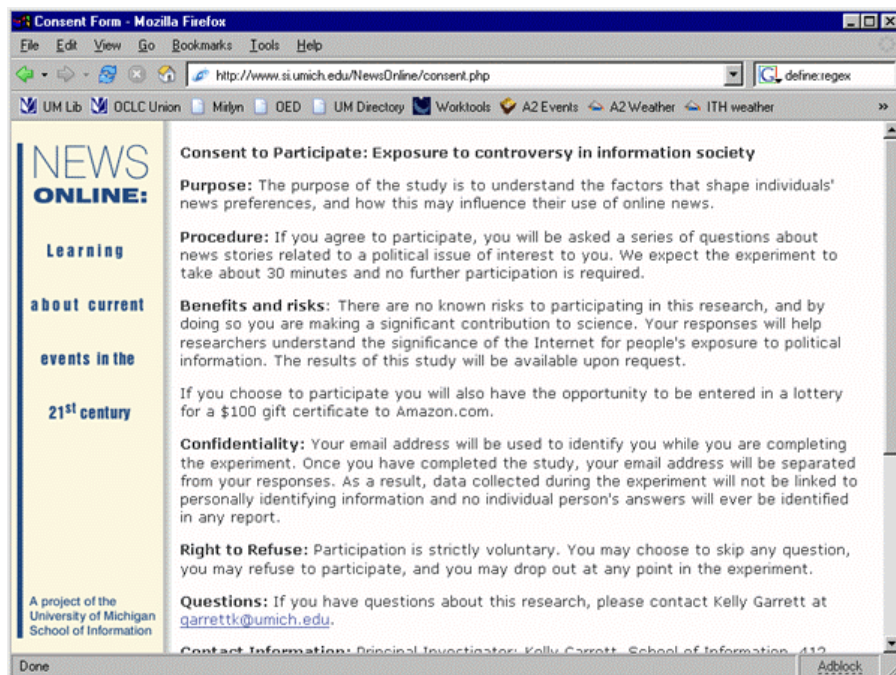 Consent Form - Mozilla Firefox
File Edit View Go Bookmarks Tools Help
http://www.si.umich.edu/NewsOnline/consent.php
define:regex
UM Lib OCLC Union Mirlyn OED UM Directory Worktools A2 Events A2 Weather ITH weather »
NEWS
ONLINE:
Learning
about current
events in the
21st century
A project of the
University of Michigan
School of Information
Consent to Participate: Exposure to controversy in information society
Purpose: The purpose of the study is to understand the factors that shape individuals'
news preferences, and how this may influence their use of online news.
Procedure: If you agree to participate, you will be asked a series of questions about
news stories related to a political issue of interest to you. We expect the experiment to
take about 30 minutes and no further participation is required.
Benefits and risks: There are no known risks to participating in this research, and by
doing so you are making a significant contribution to science. Your responses will help
researchers understand the significance of the Internet for people's exposure to political
information. The results of this study will be available upon request.
If you choose to participate you will also have the opportunity to be entered in a lottery
for a $100 gift certificate to Amazon.com.
Confidentiality: Your email address will be used to identify you while you are completing
the experiment. Once you have completed the study, your email address will be separated
from your responses. As a result, data collected during the experiment will not be linked to
personally identifying information and no individual person's answers will ever be identified
in any report.
Right to Refuse: Participation is strictly voluntary. You may choose to skip any question,
you may refuse to participate, and you may drop out at any point in the experiment.
Questions: If you have questions about this research, please contact Kelly Garrett at
garrettk@umich.edu.
Contact Information: Principal Investigator: Kelly Garrett, School of Information, 412
Done
Adblock